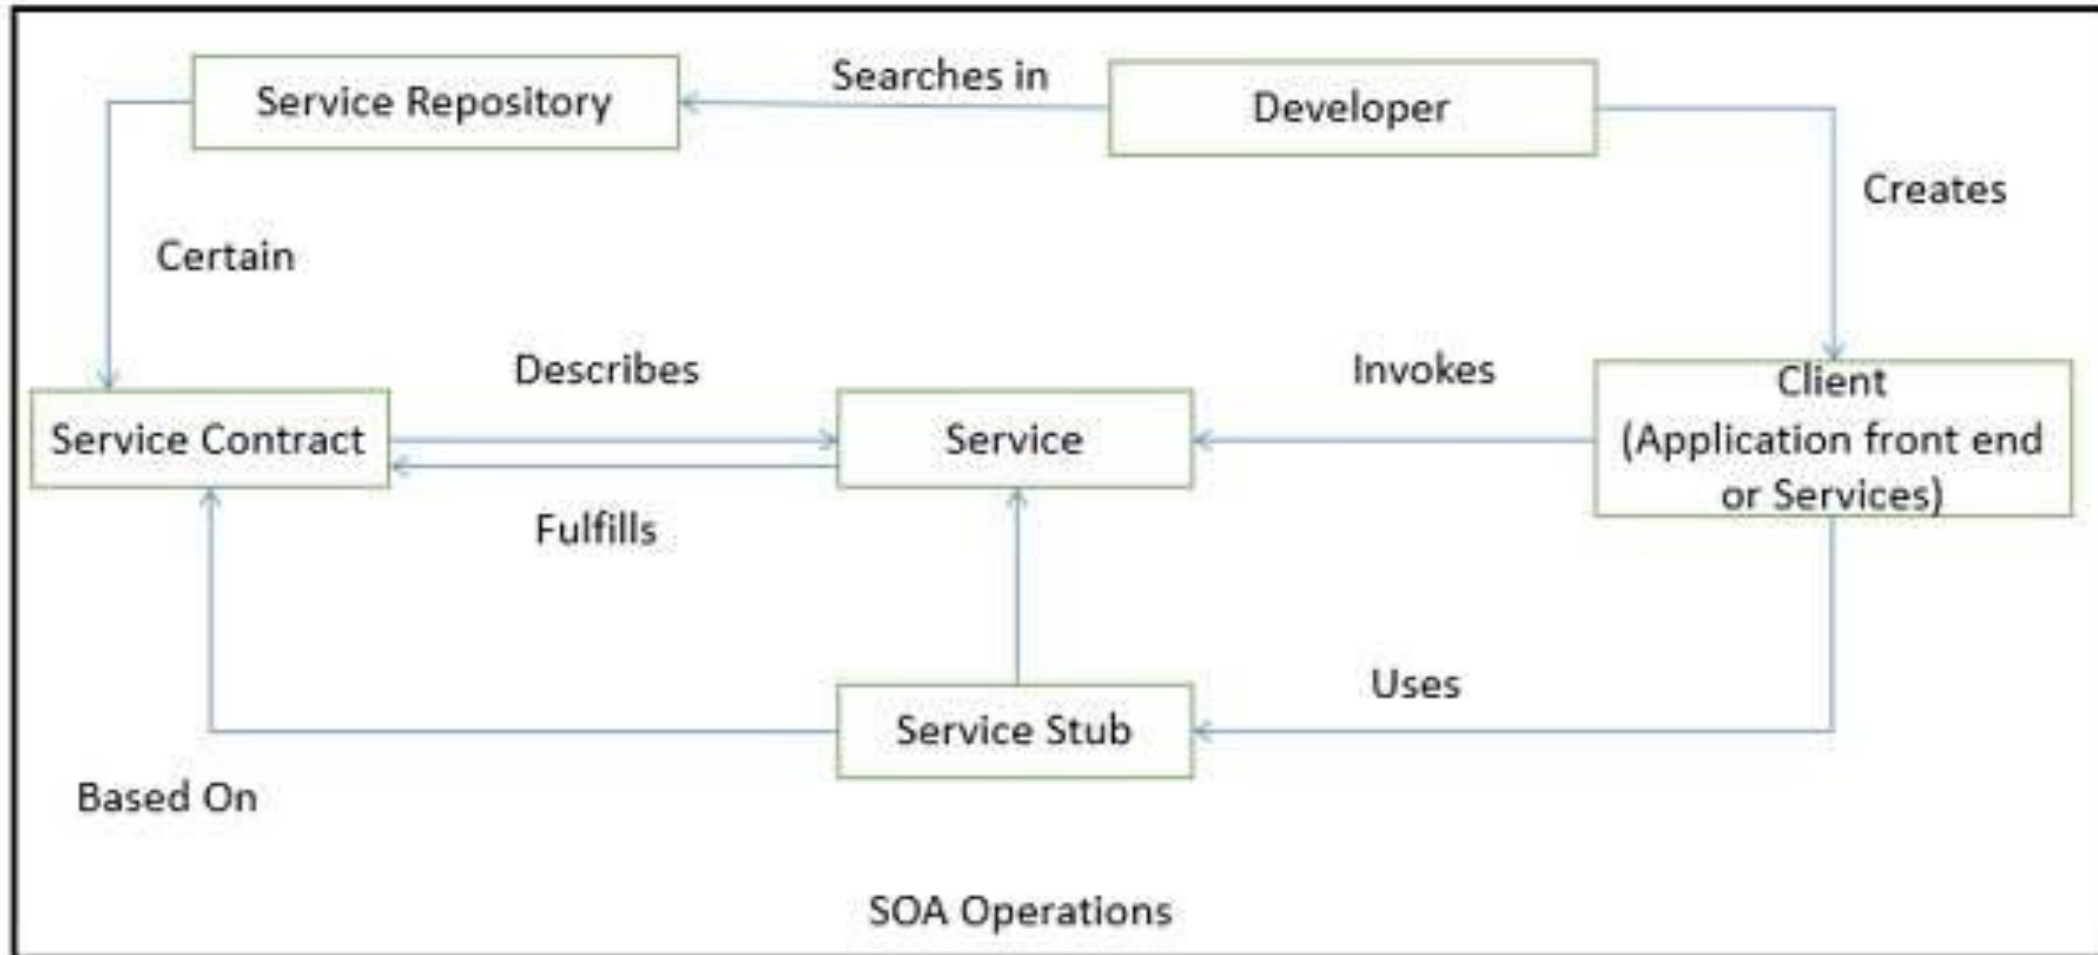 Service Repository
Searches in
Developer
Creates
Certain
Describes
Invokes
Service Contract
Service
Client
(Application front end
or Services)
Fulfills
Uses
Service Stub
Based On
SOA Operations